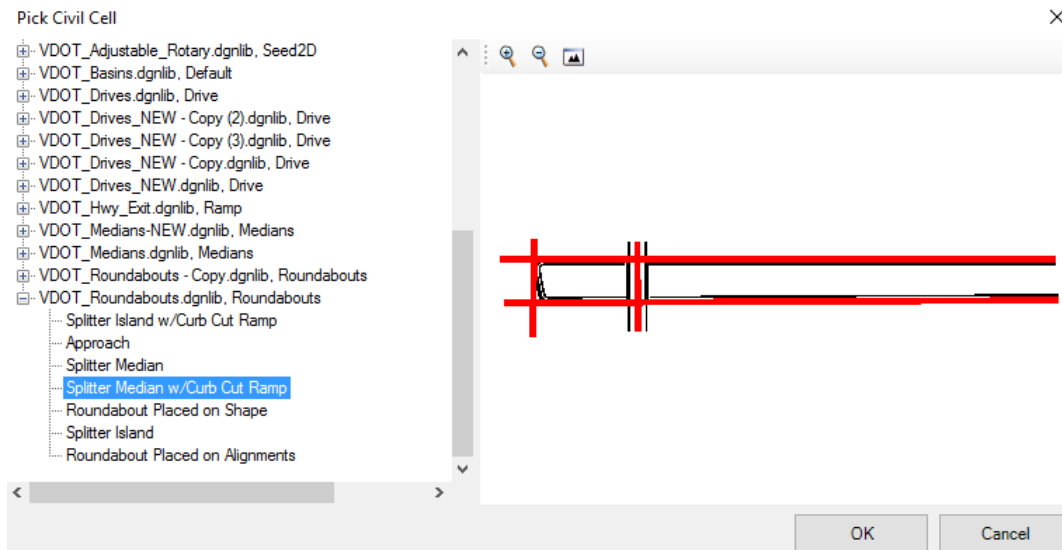 Pick Civil Cell
VDOT_Adjustable_Rotary.dgnlib, Seed2D
VDOT_Basins.dgnlib, Default
VDOT_Drives.dgnlib, Drive
VDOT_Drives_NEW - Copy (2).dgnlib, Drive
VDOT_Drives_NEW - Copy (3).dgnlib, Drive
VDOT_Drives_NEW - Copy.dgnlib, Drive
VDOT_Drives_NEW.dgnlib, Drive
VDOT_Hwy_Exit.dgnlib, Ramp
VDOT_Medians-NEW.dgnlib, Medians
VDOT_Medians.dgnlib, Medians
VDOT_Roundabouts - Copy.dgnlib, Roundabouts
VDOT_Roundabouts.dgnlib, Roundabouts
Splitter Island w/Curb Cut Ramp
Approach
Splitter Median
Splitter Median w/Curb Cut Ramp
Roundabout Placed on Shape
Splitter Island
Roundabout Placed on Alignments
OK
Cancel